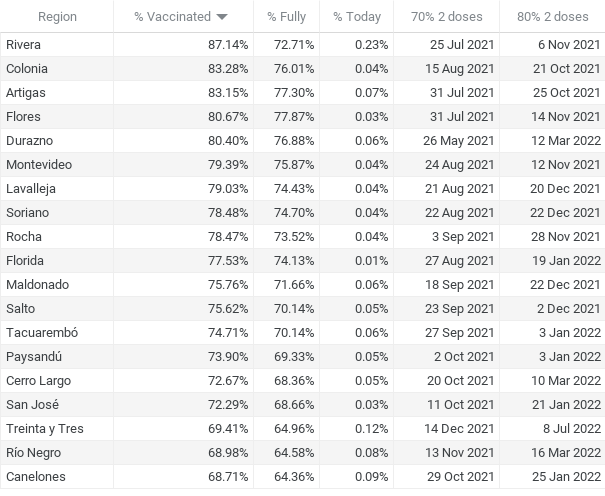 Region % Vaccinated % Fully % Today 70% 2 doses 80% 2 doses
Rivera 87.14% 72.71% 0.23% 25 Jul 2021 6 Nov 2021
Colonia 83.28% 76.01% 0.04% 15 Aug 2021 21 Oct 2021
Artigas 83.15% 77.30% 0.07% 31 Jul 2021 25 Oct 2021
Flores 80.67% 77.87% 0.03% 31 Jul 2021 14 Nov 2021
Durazno 80.40% 76.88% 0.06% 26 May 2021 12 Mar 2022
Montevideo 79.39% 75.87% 0.04% 24 Aug 2021 12 Nov 2021
Lavalleja 79.03% 74.43% 0.04% 21 Aug 2021 20 Dec 2021
Soriano 78.48% 74.70% 0.04% 22 Aug 2021 22 Dec 2021
Rocha 78.47% 73.52% 0.04% 3 Sep 2021 28 Nov 2021
Florida 77.53% 74.13% 0.01% 27 Aug 2021 19 Jan 2022
Maldonado 75.76% 71.66% 0.06% 18 Sep 2021 22 Dec 2021
Salto 75.62% 70.14% 0.05% 23 Sep 2021 2 Dec 2021
Tacuarembó 74.71% 70.14% 0.06% 27 Sep 2021 3 Jan 2022
Paysandú 73.90% 69.33% 0.05% 2 Oct 2021 3 Jan 2022
Cerro Largo 72.67% 68.36% 0.05% 20 Oct 2021 10 Mar 2022
San José 72.29% 68.66% 0.03% 11 Oct 2021 21 Jan 2022
Treinta y Tres 69.41% 64.96% 0.12% 14 Dec 2021 8 Jul 2022
Río Negro 68.98% 64.58% 0.08% 13 Nov 2021 16 Mar 2022
Canelones 68.71% 64.36% 0.09% 29 Oct 2021 25 Jan 2022